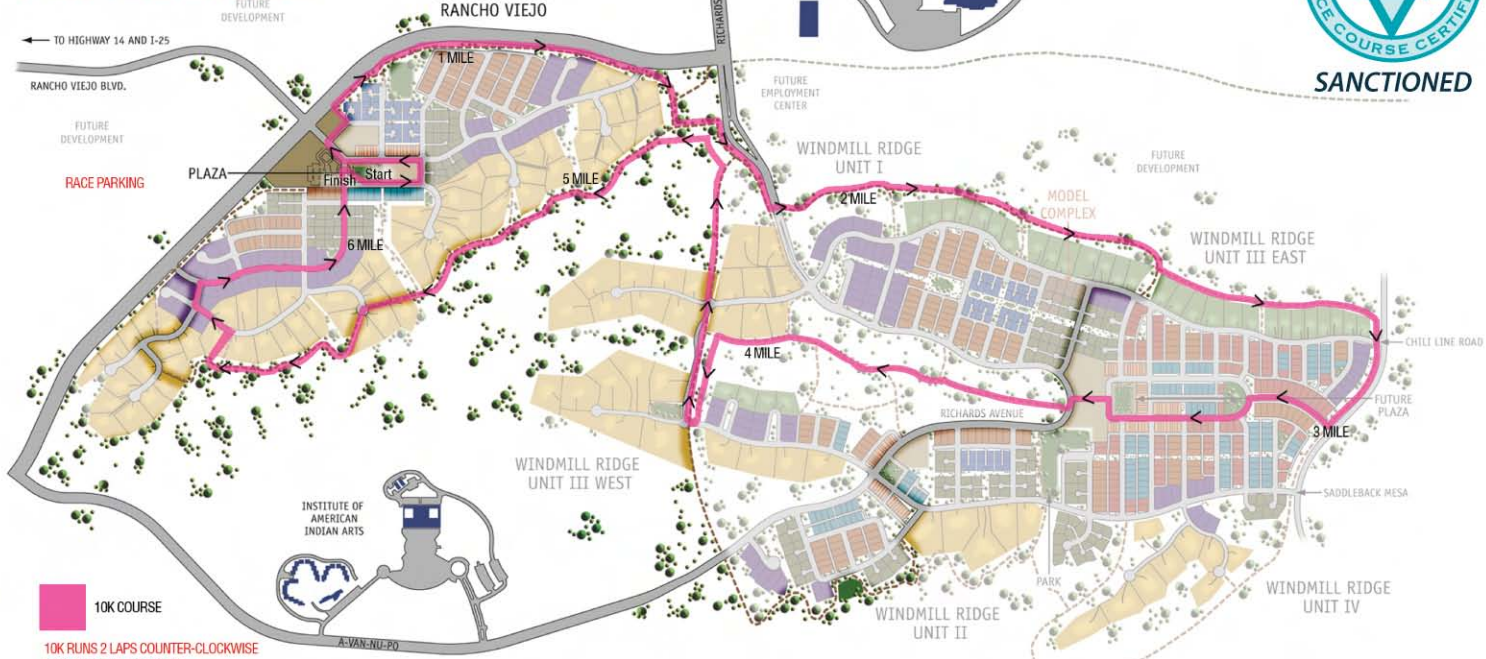 FUTURE
DEVELOPMENT
RANCHO VIEJO
RICHARDS
TO HIGHWAY 14 AND I-25
RANCHO VIEJO BLVD.
1 MILE
COURSE
SANCTIONED
FUTURE
DEVELOPMENT
FUTURE
EMPLOYMENT
CENTER
RACE PARKING
PLAZA
Finish
Start
5 MILE
WINDMILL RIDGE
UNIT I
FUTURE
DEVELOPMENT
2 MILE
MODEL
COMPLEX
WINDMILL RIDGE
UNIT III EAST
6 MILE
CHILI LINE ROAD
4 MILE
RICHARDS AVENUE
FUTURE
PLAZA
3 MILE
WINDMILL RIDGE
UNIT III WEST
SADDLEBACK MESA
INSTITUTE OF
AMERICAN
INDIAN ARTS
PARK
WINDMILL RIDGE
UNIT IV
WINDMILL RIDGE
UNIT II
10K COURSE
A-VAN-NU-PO
10K RUNS 2 LAPS COUNTER-CLOCKWISE